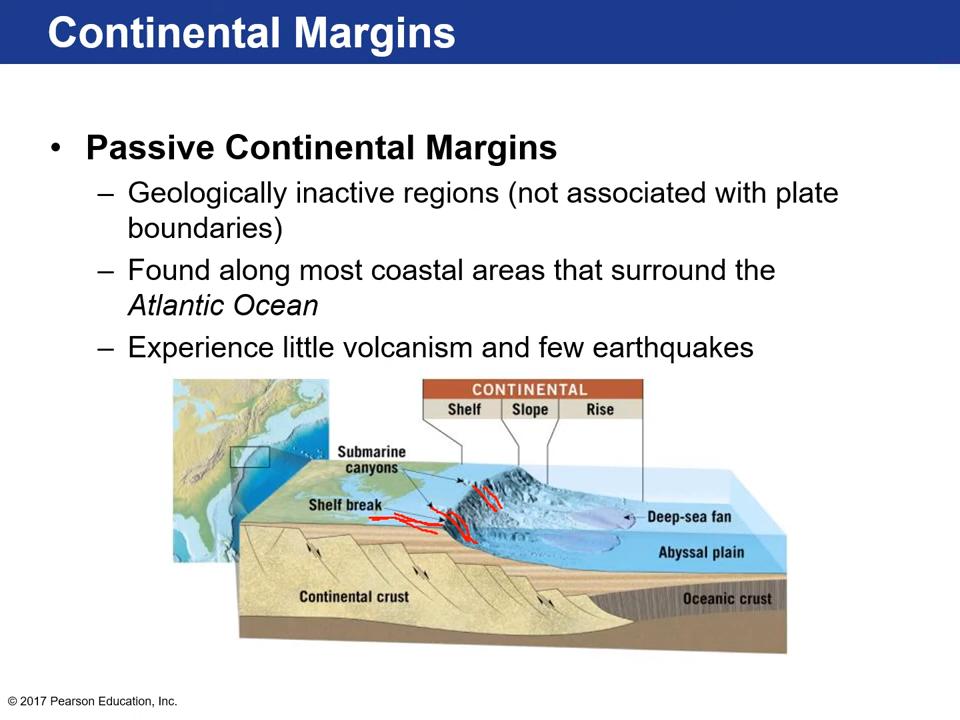 Continental Margins
• Passive Continental Margins
– Geologically inactive regions (not associated with plate
boundaries)
– Found along most coastal areas that surround the
Atlantic Ocean
– Experience little volcanism and few earthquakes
CONTINENTAL
Shelf Slope Rise
Submarine
canyons
Shelf break
Deep-sea fan
Abyssal plain
Continental crust
Oceanic crust
© 2017 Pearson Education, Inc.